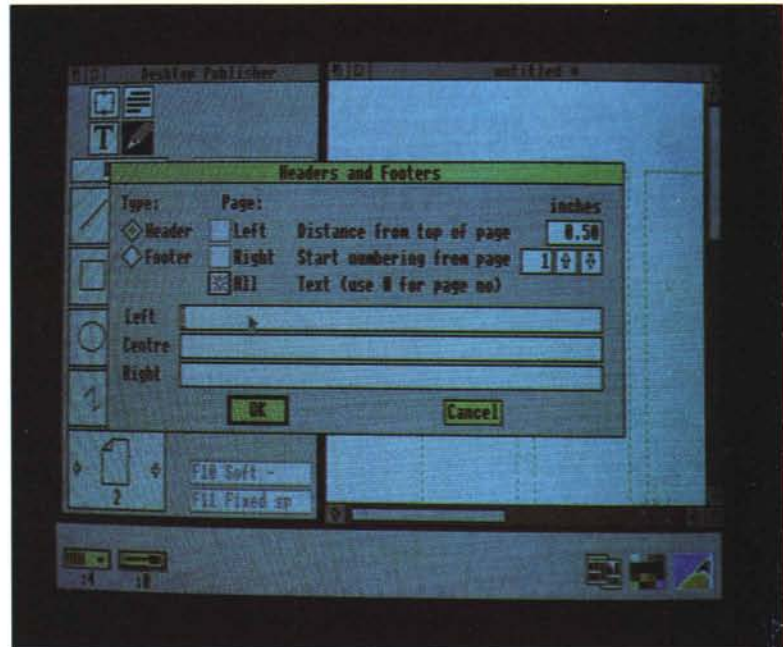 Desktop Publisher
untitled *
T
Headers and Footers
Type: Page: inches
Header Left Distance from top of page 0.50
Footer Right Start numbering from page 1
All Text (use # for page no)
Left
Centre
Right
OK Cancel
2
F10 Soft -
F11 Fixed sp
:4 :0